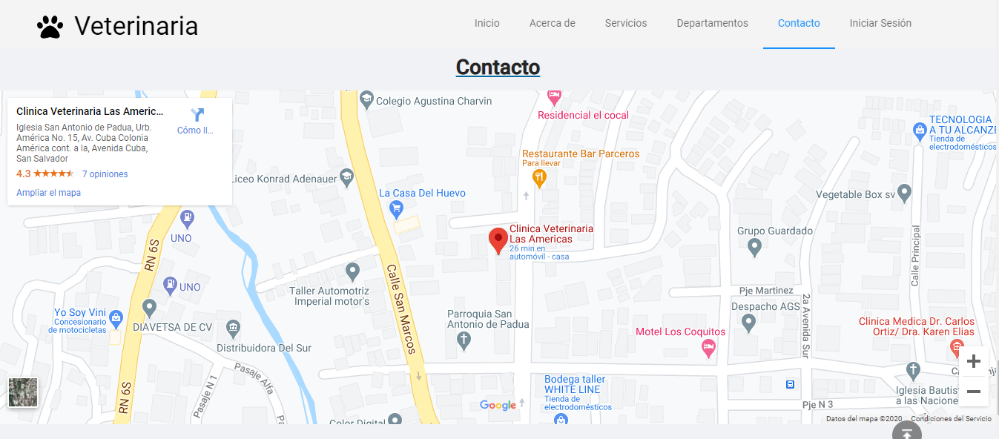 Veterinaria
Inicio
Acerca de
Servicios
Departamentos
Contacto
Iniciar Sesión
Contacto
Clinica Veterinaria Las Americ...
Cómo ll...
Iglesia San Antonio de Padua, Urb.
América No. 15, Av. Cuba Colonia
América cont. a la, Avenida Cuba,
San Salvador
4.3
7 opiniones
Ampliar el mapa
Colegio Agustina Charvin
Residencial el cocal
TECNOLOGIA
A TU ALCANZE
Tienda de
electrodomésticos
Restaurante Bar Parceros
Para llevar
Liceo Konrad Adenauer
La Casa Del Huevo
Vegetable Box sv
UNO
Clinica Veterinaria
Las Americas
26 min en
automóvil - casa
Grupo Guardado
RN 6S
Calle Principal
UNO
Taller Automotriz
Imperial motor's
Calle San Marcos
Pje Martinez
2a Avenida Sur
Despacho AGS
Yo Soy Vini
Concesionario
de motocicletas
DIAVETSA DE CV
Parroquia San
Antonio de Padua
Motel Los Coquitos
Clinica Medica Dr. Carlos
Ortiz/ Dra. Karen Elias
Distribuidora Del Sur
Pasaje Alfa
Pasaje N 1
RN 6S
Bodega taller
WHITE LINE
Tienda de
electrodomésticos
Iglesia Bautis
a las Nacione
Google
Pje N 3
Color Digital
Datos del mapa ©2020
Condiciones del Servicio